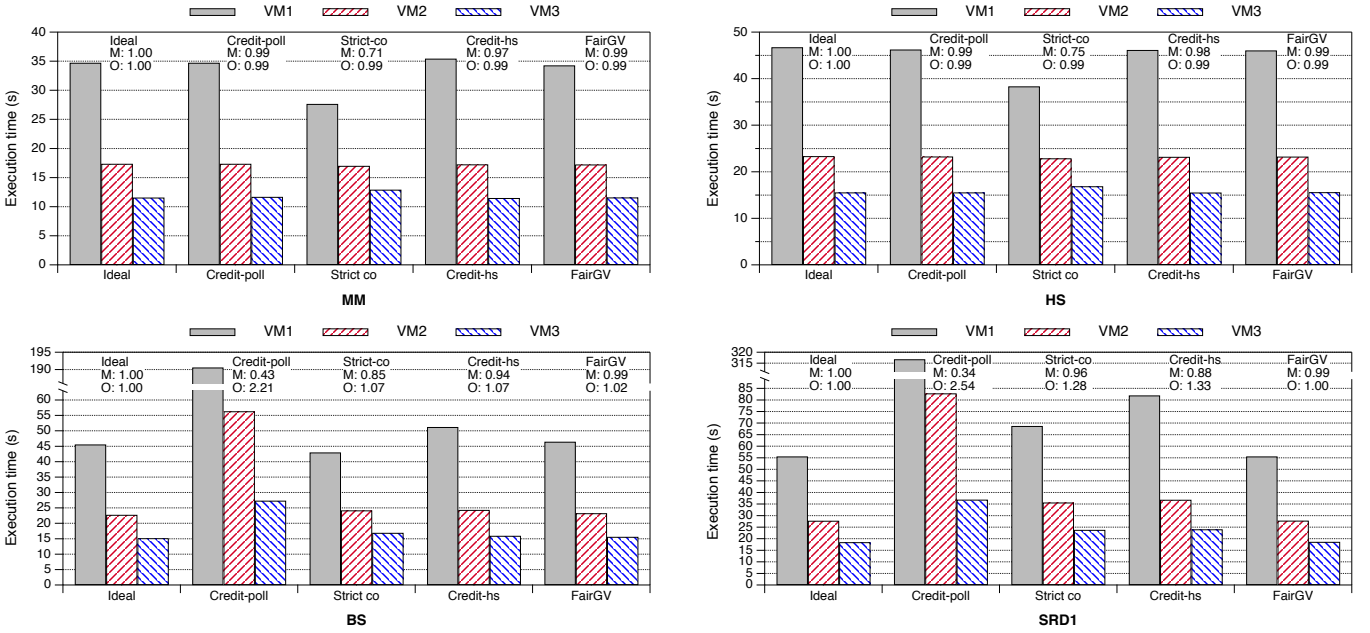 VM1 VM2 VM3
Execution time (s)
40
35
30
25
20
15
10
5
0
Ideal Credit-poll Strict-co Credit-hs FairGV
M: 1.00 M: 0.99 M: 0.71 M: 0.97 M: 0.99
O: 1.00 O: 0.99 O: 0.99 O: 0.99 O: 0.99
Ideal Credit-poll Strict co Credit-hs FairGV
MM
VM1 VM2 VM3
Execution time (s)
50
40
30
20
10
0
Ideal Credit-poll Strict-co Credit-hs FairGV
M: 1.00 M: 0.99 M: 0.75 M: 0.98 M: 0.99
O: 1.00 O: 0.99 O: 0.99 O: 0.99 O: 0.99
Ideal Credit-poll Strict co Credit-hs FairGV
HS
VM1 VM2 VM3
Execution time (s)
195
190
60
55
50
45
40
35
30
25
20
15
10
5
0
Ideal Credit-poll Strict-co Credit-hs FairGV
M: 1.00 M: 0.43 M: 0.85 M: 0.94 M: 0.99
O: 1.00 O: 2.21 O: 1.07 O: 1.07 O: 1.02
Ideal Credit-poll Strict co Credit-hs FairGV
BS
VM1 VM2 VM3
Execution time (s)
320
315
85
80
75
70
65
60
55
50
45
40
35
30
25
20
15
10
5
0
Ideal Credit-poll Strict-co Credit-hs FairGV
M: 1.00 M: 0.34 M: 0.96 M: 0.88 M: 0.99
O: 1.00 O: 2.54 O: 1.28 O: 1.33 O: 1.00
Ideal Credit-poll Strict co Credit-hs FairGV
SRD1